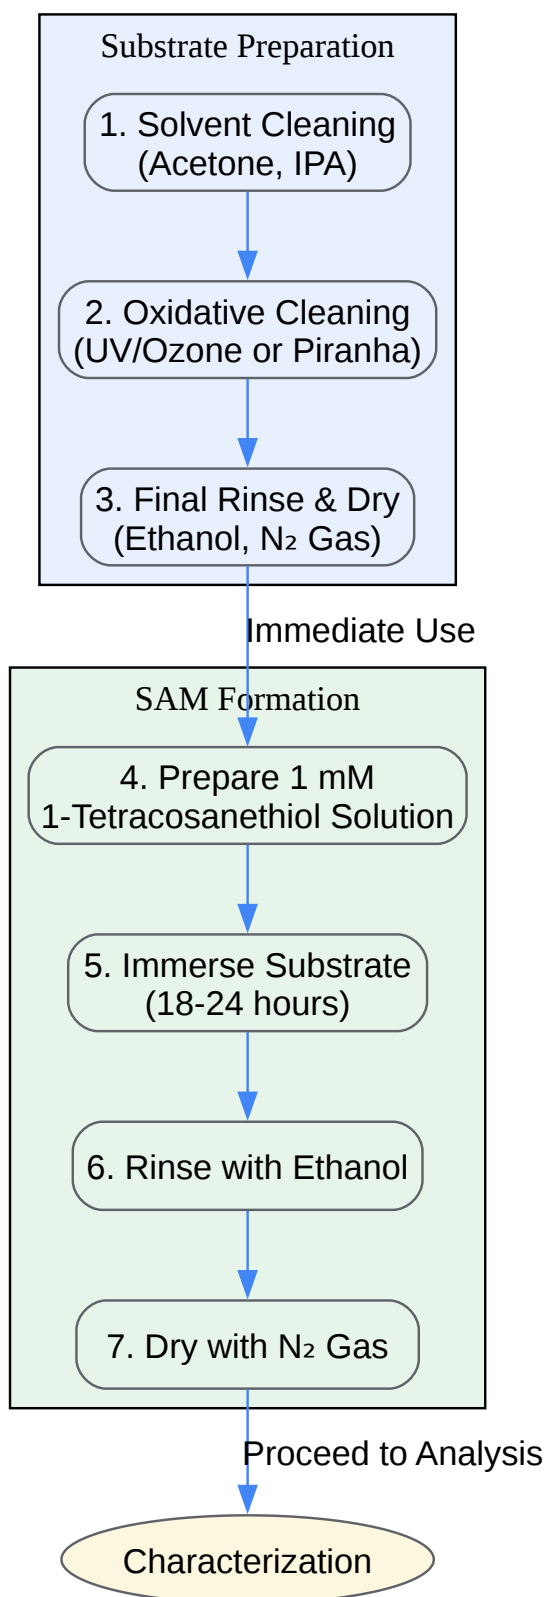 Substrate Preparation
1. Solvent Cleaning
(Acetone, IPA)
2. Oxidative Cleaning
(UV/Ozone or Piranha)
3. Final Rinse & Dry
(Ethanol, N₂ Gas)
Immediate Use
SAM Formation
4. Prepare 1 mM
1-Tetracosanethiol Solution
5. Immerse Substrate
(18-24 hours)
6. Rinse with Ethanol
7. Dry with N₂ Gas
Proceed to Analysis
Characterization